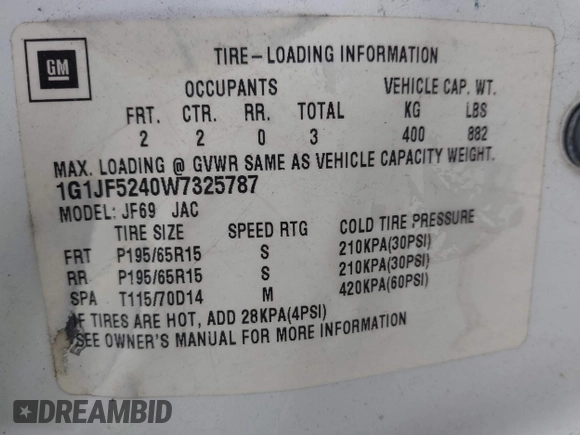 GM
TIRE-LOADING INFORMATION
OCCUPANTS VEHICLE CAP. WT.
FRT. CTR. RR. TOTAL KG LBS
2 2 0 3 400 882
MAX. LOADING @ GVWR SAME AS VEHICLE CAPACITY WEIGHT.
1G1JF5240W7325787
MODEL: JF69 JAC
TIRE SIZE SPEED RTG COLD TIRE PRESSURE
FRT P195/65R15 S 210KPA(30PSI)
RR P195/65R15 S 210KPA(30PSI)
SPA T115/70D14 M 420KPA(60PSI)
IF TIRES ARE HOT, ADD 28KPA(4PSI)
SEE OWNER'S MANUAL FOR MORE INFORMATION
DREAMBID